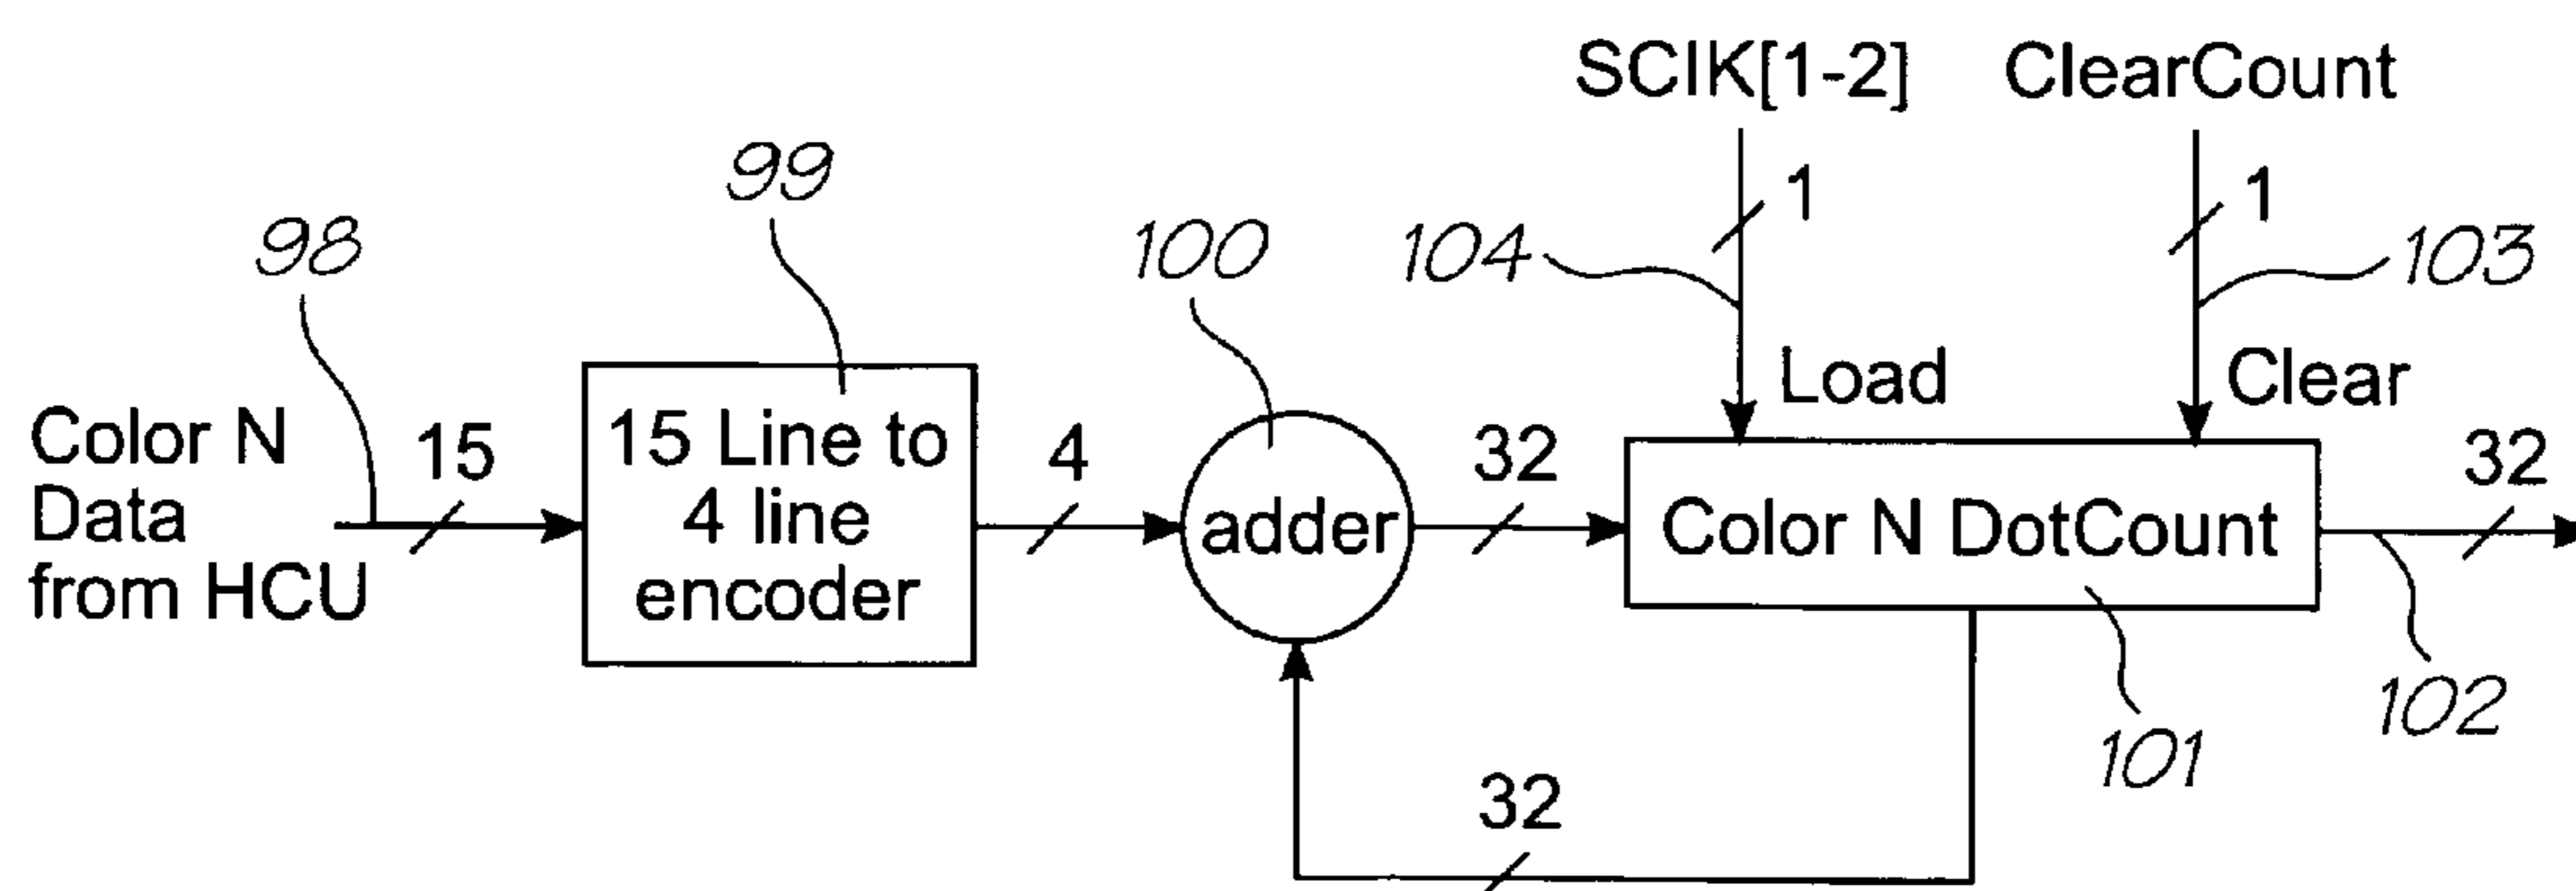 SCIK[1-2]
ClearCount
99
1
1
98
100
104
103
Load
Clear
Color N
Data
from HCU
15
15 Line to
4 line
encoder
4
adder
32
Color N DotCount
32
102
101
32